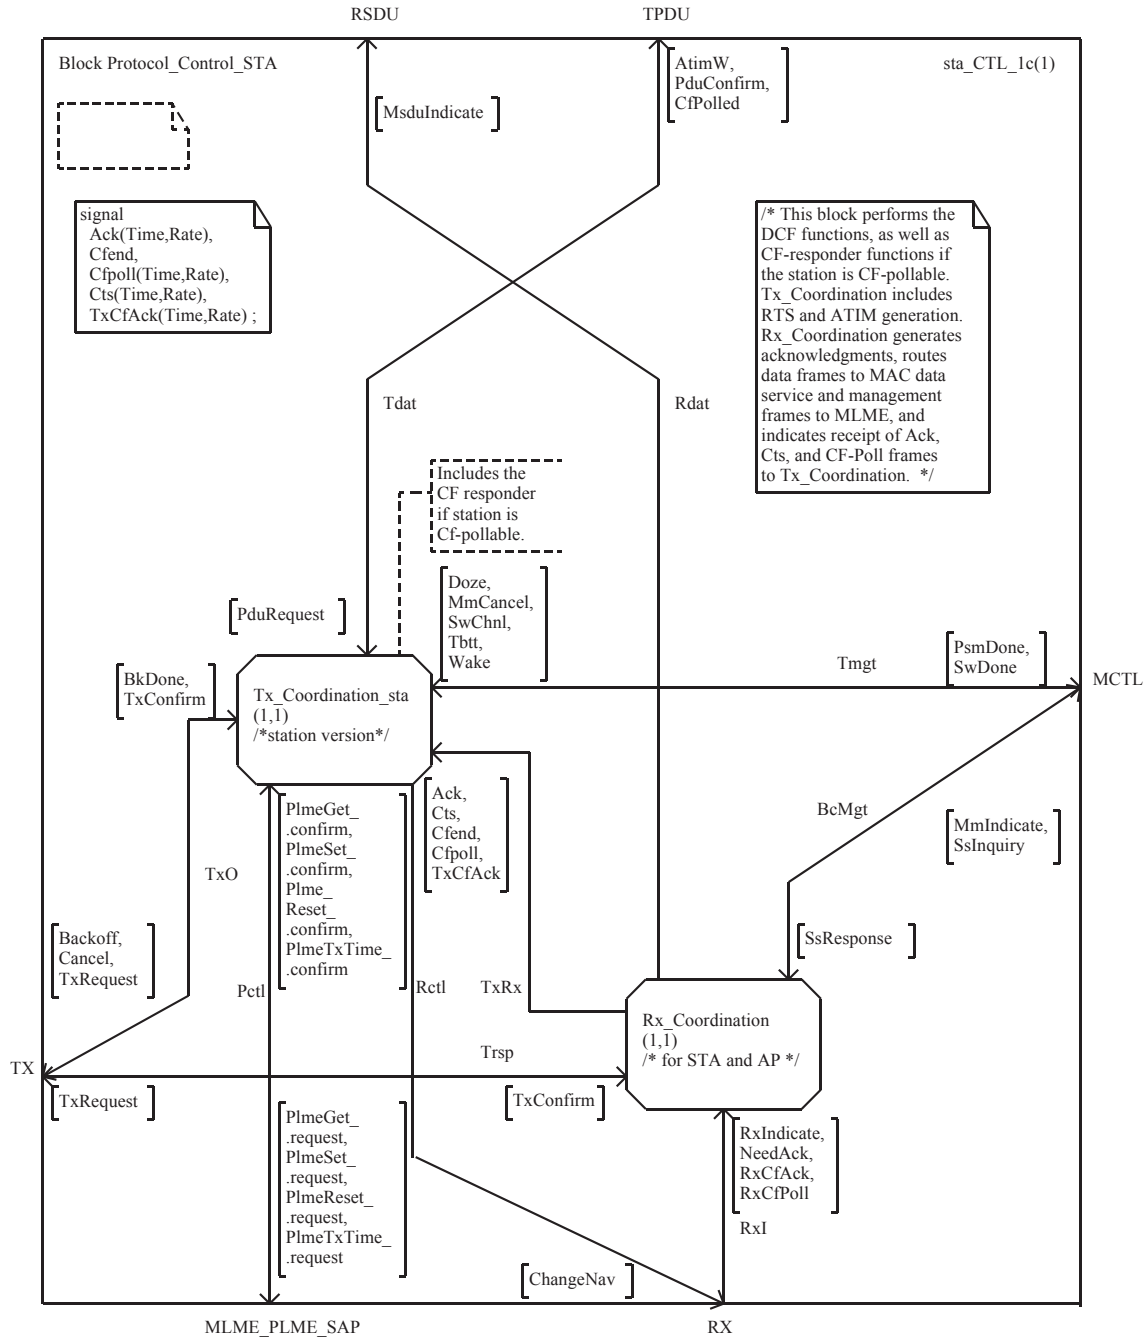 RSDU
TPDU
Block Protocol_Control_STA
sta_CTL_1c(1)
AtimW,
PduConfirm,
CfPolled
MsduIndicate
signal
Ack(Time,Rate),
Cfend,
Cfpoll(Time,Rate),
Cts(Time,Rate),
TxCfAck(Time,Rate) ;
/* This block performs the
DCF functions, as well as
CF-responder functions if
the station is CF-pollable.
Tx_Coordination includes
RTS and ATIM generation.
Rx_Coordination generates
acknowledgments, routes
data frames to MAC data
service and management
frames to MLME, and
indicates receipt of Ack,
Cts, and CF-Poll frames
to Tx_Coordination.  */
Tdat
Rdat
Includes the
CF responder
if station is
Cf-pollable.
PduRequest
Doze,
MmCancel,
SwChnl,
Tbtt,
Wake
Tmgt
PsmDone,
SwDone
MCTL
BkDone,
TxConfirm
Tx_Coordination_sta
(1,1)
/*station version*/
PlmeGet_
.confirm,
PlmeSet_
.confirm,
Plme_
Reset_
.confirm,
PlmeTxTime_
.confirm
Ack,
Cts,
Cfend,
Cfpoll,
TxCfAck
BcMgt
MmIndicate,
SsInquiry
TxO
Backoff,
Cancel,
TxRequest
SsResponse
Pctl
Rctl
TxRx
Rx_Coordination
(1,1)
/* for STA and AP */
Trsp
TX
TxRequest
TxConfirm
PlmeGet_
.request,
PlmeSet_
.request,
PlmeReset_
.request,
PlmeTxTime_
.request
RxIndicate,
NeedAck,
RxCfAck,
RxCfPoll
RxI
ChangeNav
MLME_PLME_SAP
RX